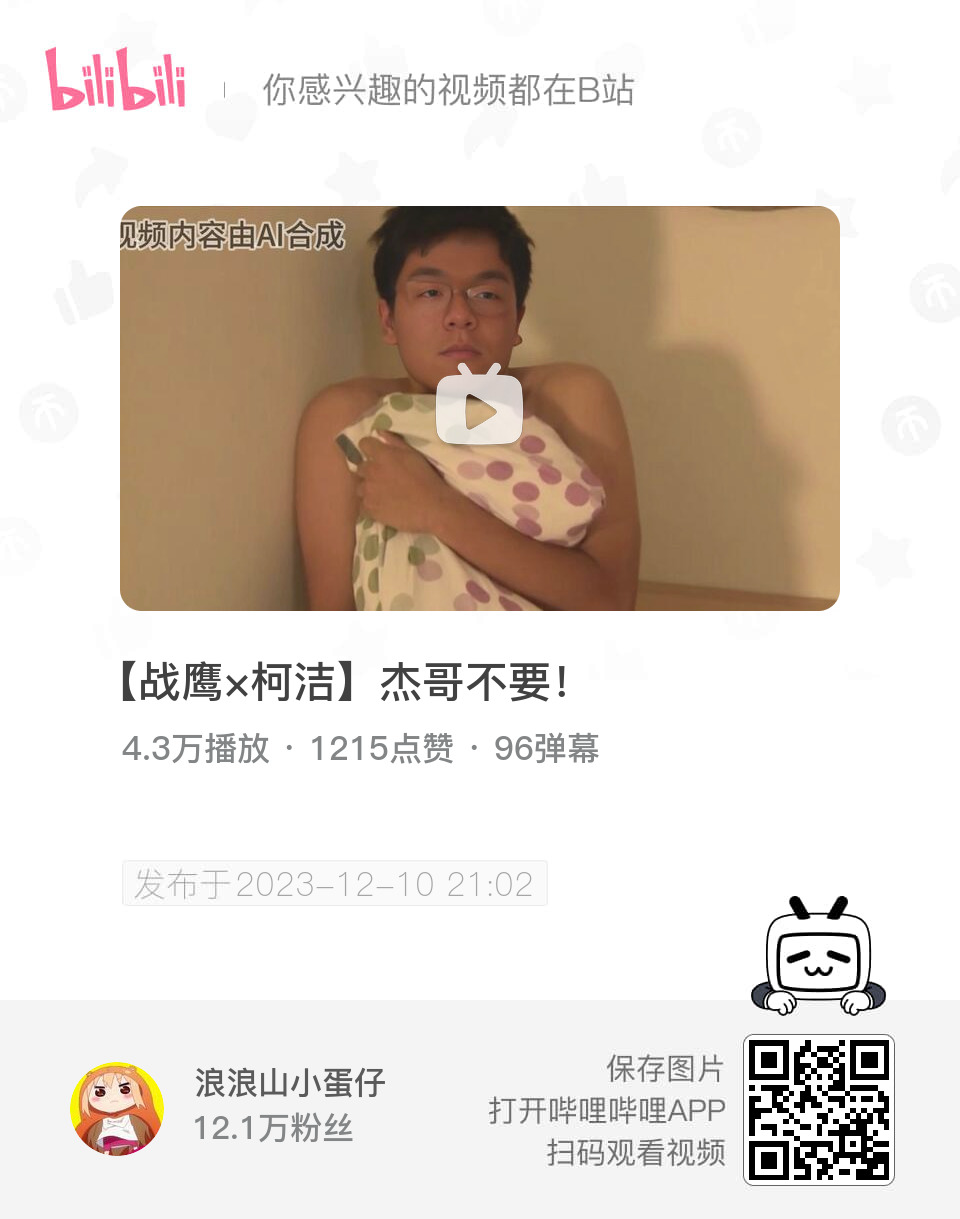 bilibili
你感兴趣的视频都在B站
视频内容由AI合成
【战鹰×柯洁】杰哥不要！
4.3万播放 · 1215点赞 · 96弹幕
发布于2023-12-10 21:02
浪浪山小蛋仔
12.1万粉丝
保存图片
打开哔哩哔哩APP
扫码观看视频